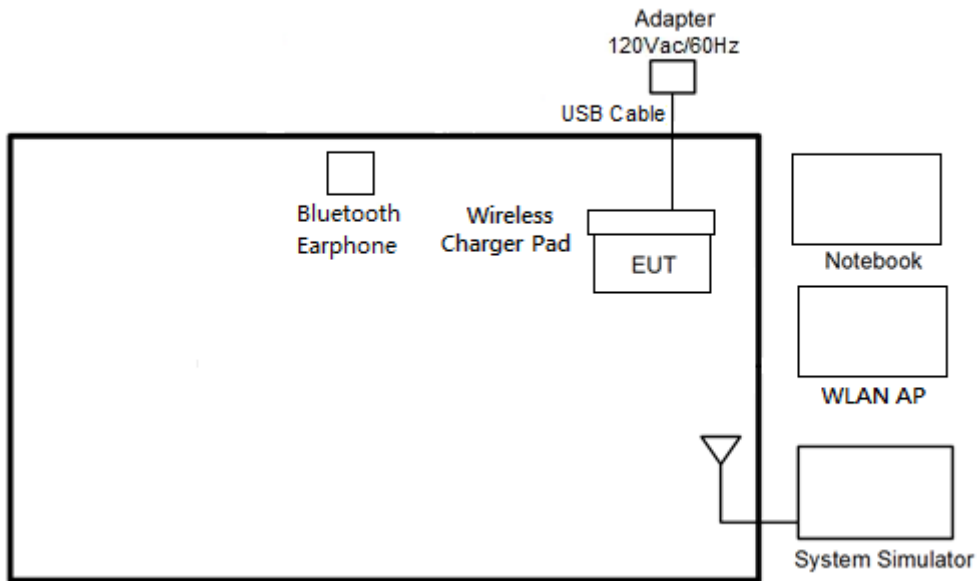 Adapter
120Vac/60Hz
USB Cable
Bluetooth
Earphone
Wireless
Charger Pad
EUT
Notebook
WLAN AP
System Simulator